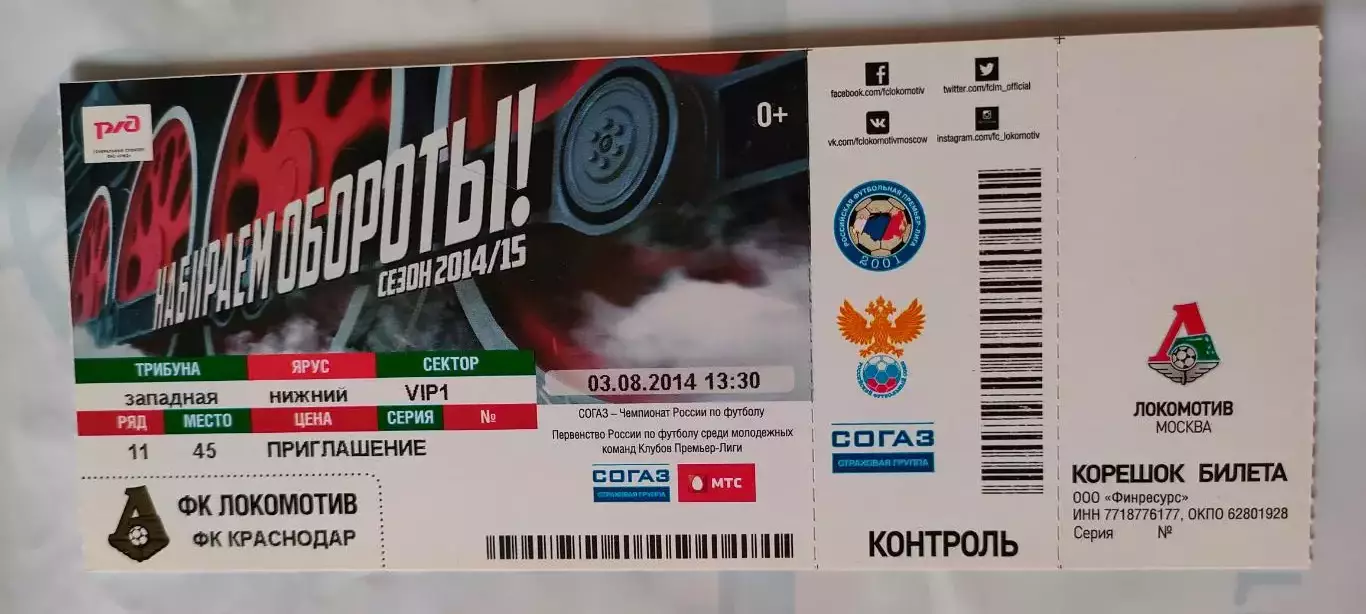 РЖД
НАБИРАЕМ ОБОРОТЫ!
СЕЗОН 2014/15
0+
ТРИБУНА ЯРУС СЕКТОР
западная нижний VIP1
РЯД МЕСТО ЦЕНА СЕРИЯ №
11 45 ПРИГЛАШЕНИЕ
ФК ЛОКОМОТИВ
ФК КРАСНОДАР
03.08.2014 13:30
СОГАЗ – Чемпионат России по футболу
Первенство России по футболу среди молодежных
команд Клубов Премьер-Лиги
СОГАЗ
СТРАХОВАЯ ГРУППА
МТС
facebook.com/fclokomotiv
twitter.com/fclm_official
vk.com/fclokomotivmoscow
instagram.com/fc_lokomotiv
РОССИЙСКАЯ ФУТБОЛЬНАЯ ПРЕМЬЕР-ЛИГА
2001
СОГАЗ
СТРАХОВАЯ ГРУППА
КОНТРОЛЬ
ЛОКОМОТИВ
МОСКВА
КОРЕШОК БИЛЕТА
ООО «Финресурс»
ИНН 7718776177, ОКПО 62801928
Серия №